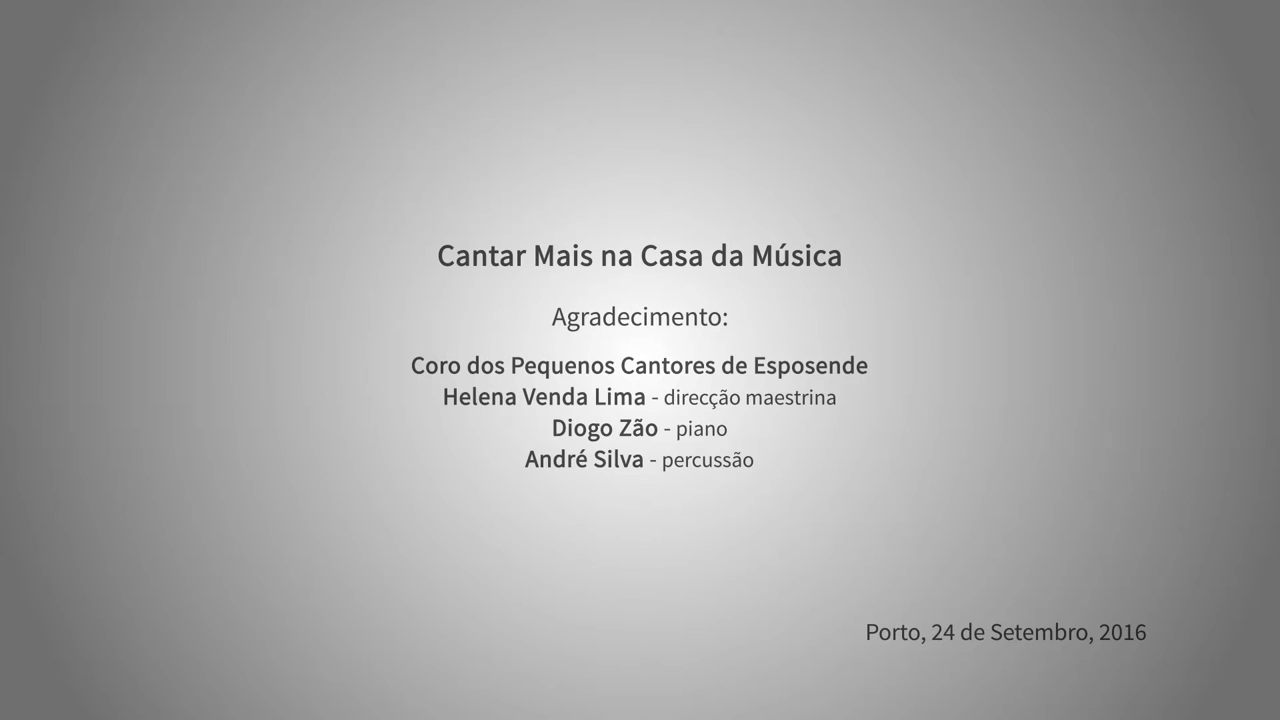 Cantar Mais na Casa da Música
Agradecimento:
Coro dos Pequenos Cantores de Esposende
Helena Venda Lima - direcção maestrina
Diogo Zão - piano
André Silva - percussão
Porto, 24 de Setembro, 2016